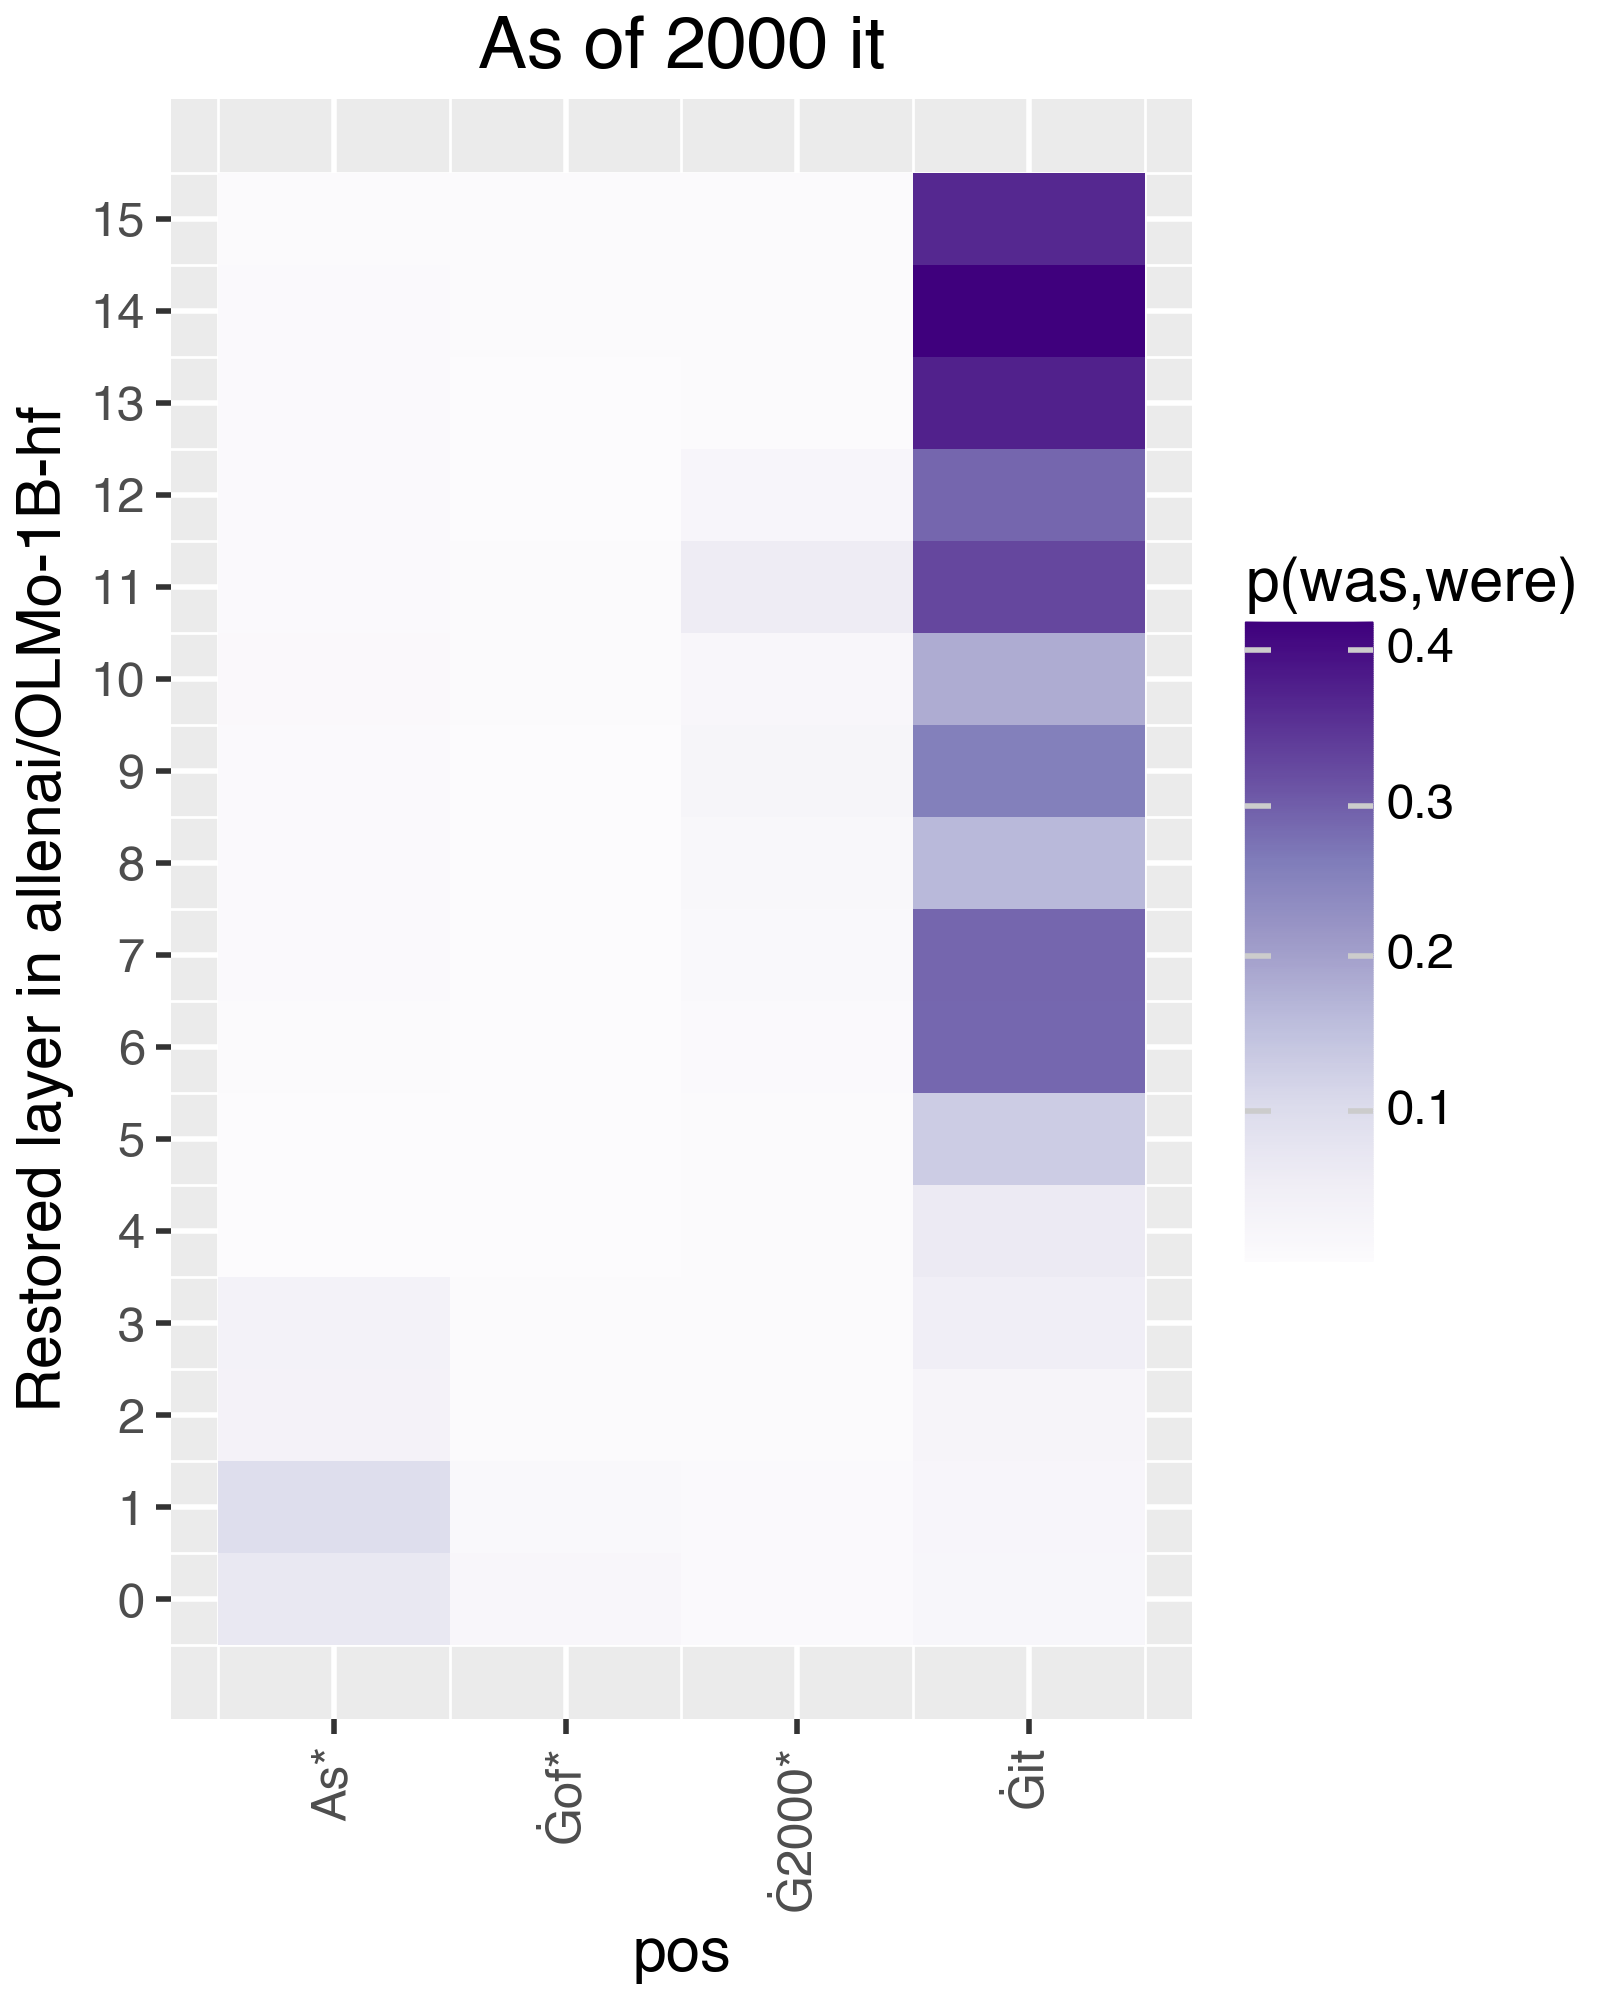 As of 2000 it
Restored layer in allenai/OLMo-1B-hf
15
14
13
12
11
10
9
8
7
6
5
4
3
2
1
0
As*
Ġof*
Ġ2000*
Ġit
pos
p(was,were)
0.4
0.3
0.2
0.1